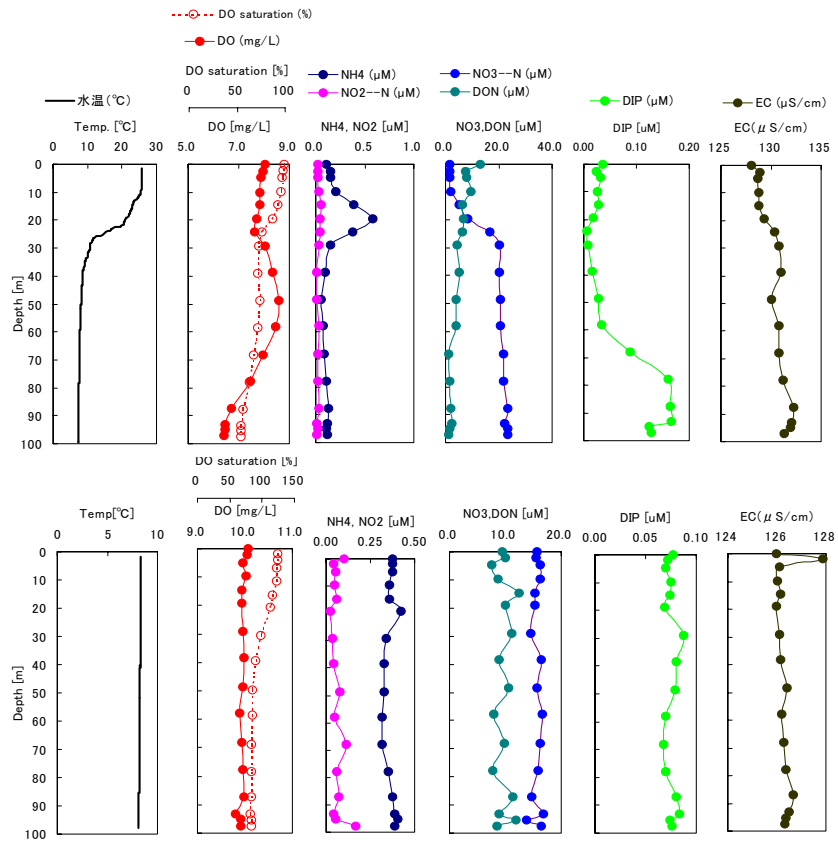 DO saturation (%)
DO (mg/L)
DO saturation [%]
0 50 100
水温(℃)
NH4 (μM)
NO2--N (μM)
NO3--N (μM)
DON (μM)
DIP (μM)
EC (μS/cm)
Temp. [℃]
0 10 20 30
DO [mg/L]
5.0 6.0 7.0 8.0 9.0
NH4, NO2 [uM]
0.0 0.5 1.0
NO3,DON [uM]
0.0 20.0 40.0
DIP [uM]
0.00 0.10 0.20
EC(μS/cm)
125 130 135
Depth [m]
0
10
20
30
40
50
60
70
80
90
100
DO saturation [%]
0 50 100 150
Temp[℃]
0 5 10
DO [mg/L]
9.0 10.0 11.0
NH4, NO2 [uM]
0.00 0.25 0.50
NO3,DON [uM]
0.0 10.0 20.0
DIP [uM]
0.00 0.05 0.10
EC(μS/cm)
124 126 128
Depth [m]
0
10
20
30
40
50
60
70
80
90
100